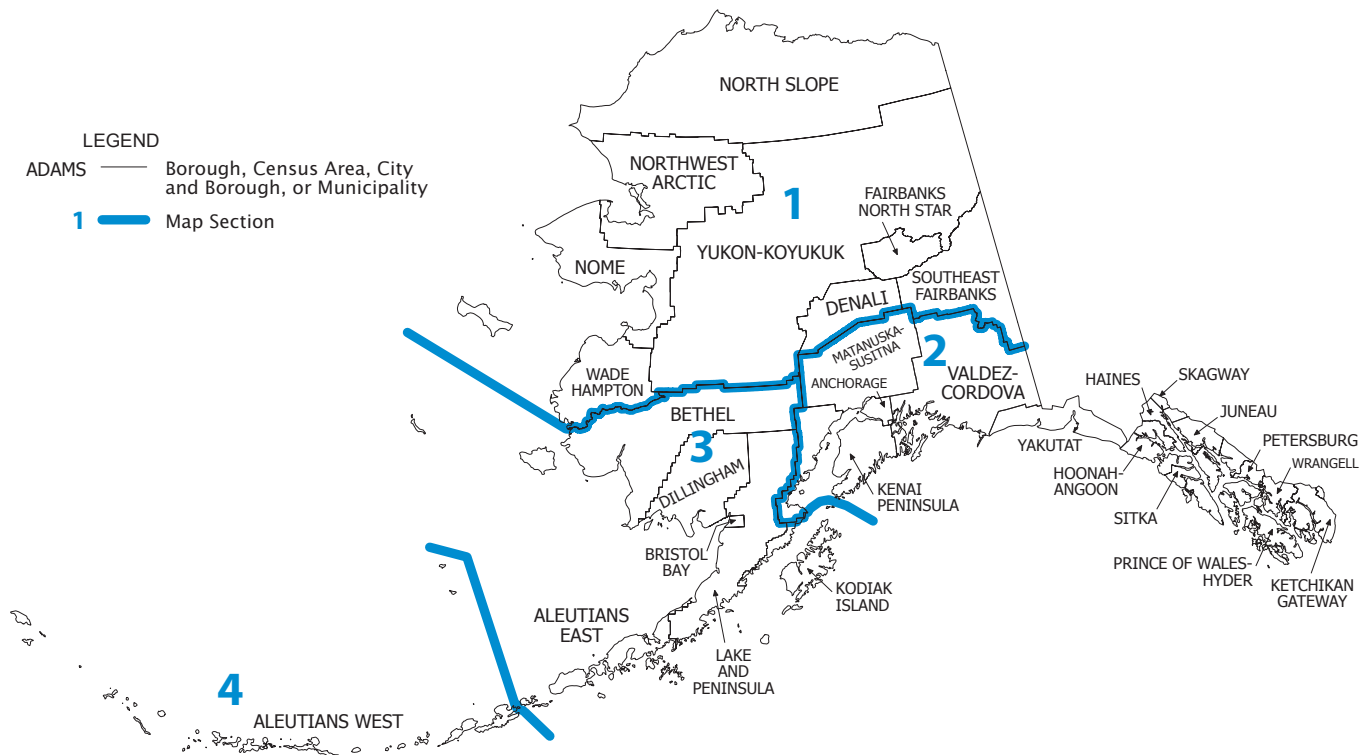 LEGEND
ADAMS
Borough, Census Area, City
and Borough, or Municipality
1
Map Section
NORTH SLOPE
NORTHWEST
ARCTIC
1
FAIRBANKS
NORTH STAR
YUKON-KOYUKUK
NOME
SOUTHEAST
FAIRBANKS
DENALI
MATANUSKA-
SUSITNA
2
WADE
HAMPTON
ANCHORAGE
VALDEZ-
CORDOVA
BETHEL
3
DILLINGHAM
YAKUTAT
HAINES
SKAGWAY
JUNEAU
PETERSBURG
WRANGELL
HOONAH-
ANGOON
SITKA
PRINCE OF WALES-
HYDER
KETCHIKAN
GATEWAY
KENAI
PENINSULA
BRISTOL
BAY
KODIAK
ISLAND
ALEUTIANS
EAST
LAKE
AND
PENINSULA
4
ALEUTIANS WEST